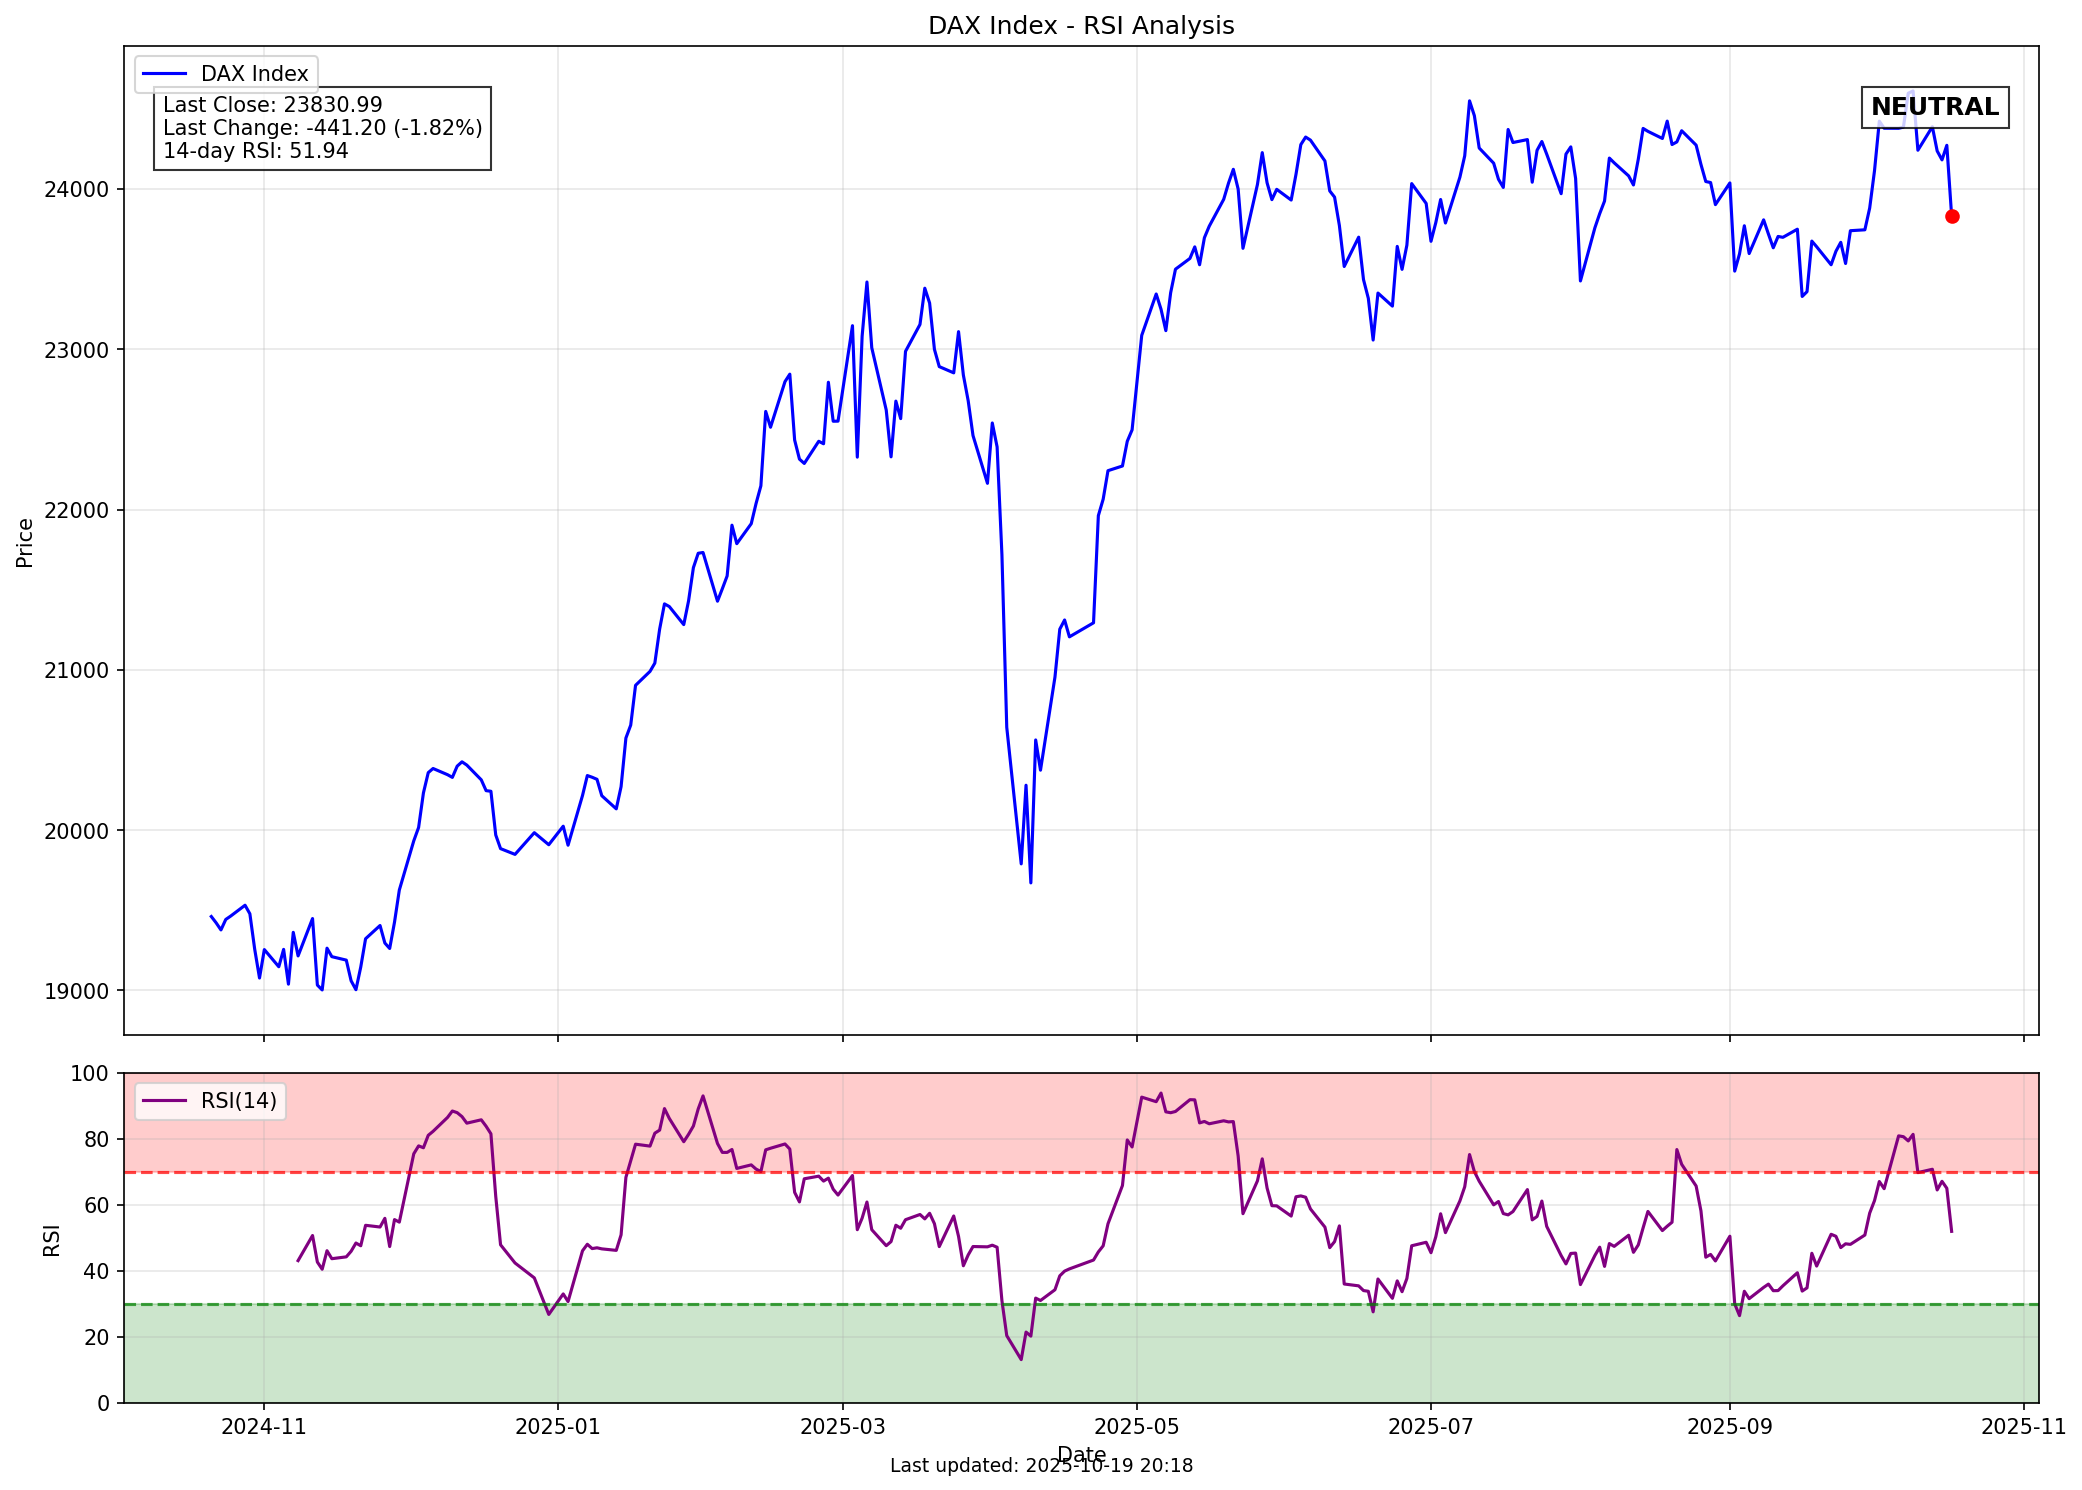 DAX Index - RSI Analysis
DAX Index
Last Close: 23830.99
Last Change: -441.20 (-1.82%)
14-day RSI: 51.94
NEUTRAL
Price
24000
23000
22000
21000
20000
19000
RSI(14)
RSI
100
80
60
40
20
0
2024-11
2025-01
2025-03
2025-05
2025-07
2025-09
2025-11
Date
Last updated: 2025-10-19 20:18